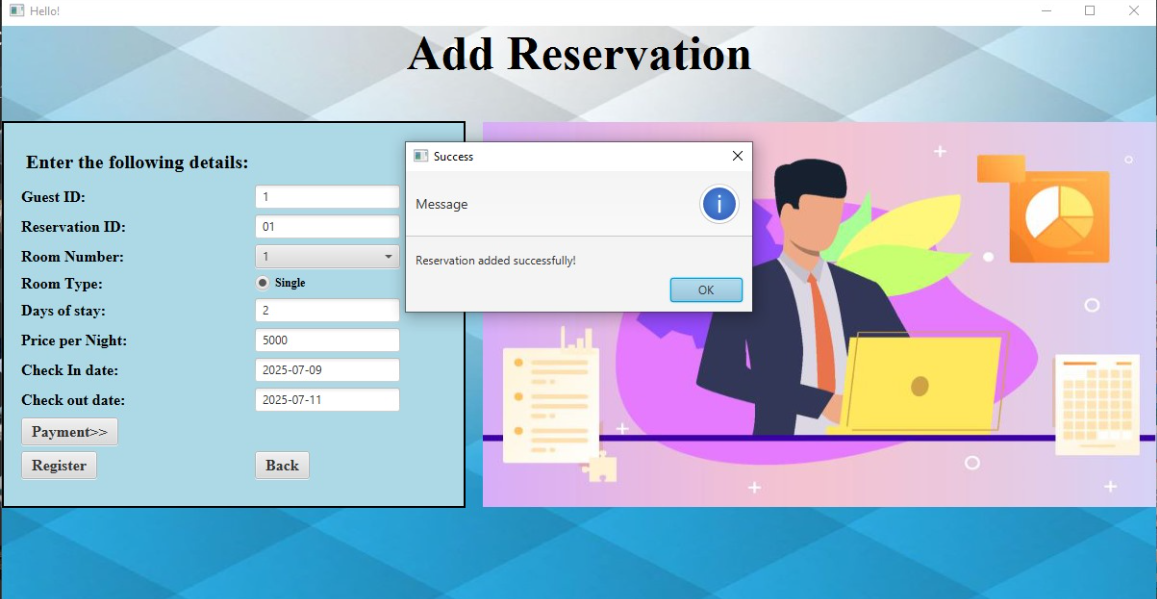 Hello!
Add Reservation
Enter the following details:
Guest ID: 1
Reservation ID: 01
Room Number: 1
Room Type: Single
Days of stay: 2
Price per Night: 5000
Check In date: 2025-07-09
Check out date: 2025-07-11
Payment>>
Register Back
Success
Message
Reservation added successfully!
OK